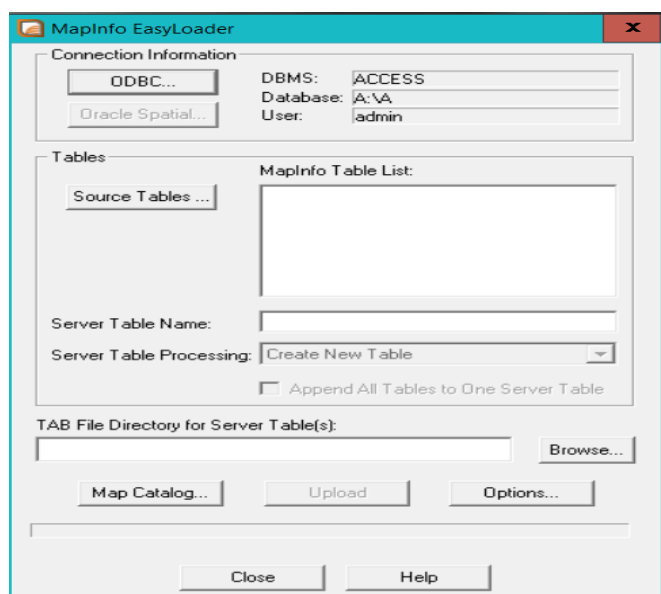 MapInfo EasyLoader
x
Connection Information
ODBC...
DBMS: ACCESS
Database: A:\A
Oracle Spatial...
User: admin
Tables
MapInfo Table List:
Source Tables ...
Server Table Name:
Server Table Processing: Create New Table
Append All Tables to One Server Table
TAB File Directory for Server Table(s):
Browse...
Map Catalog... Upload Options...
Close Help